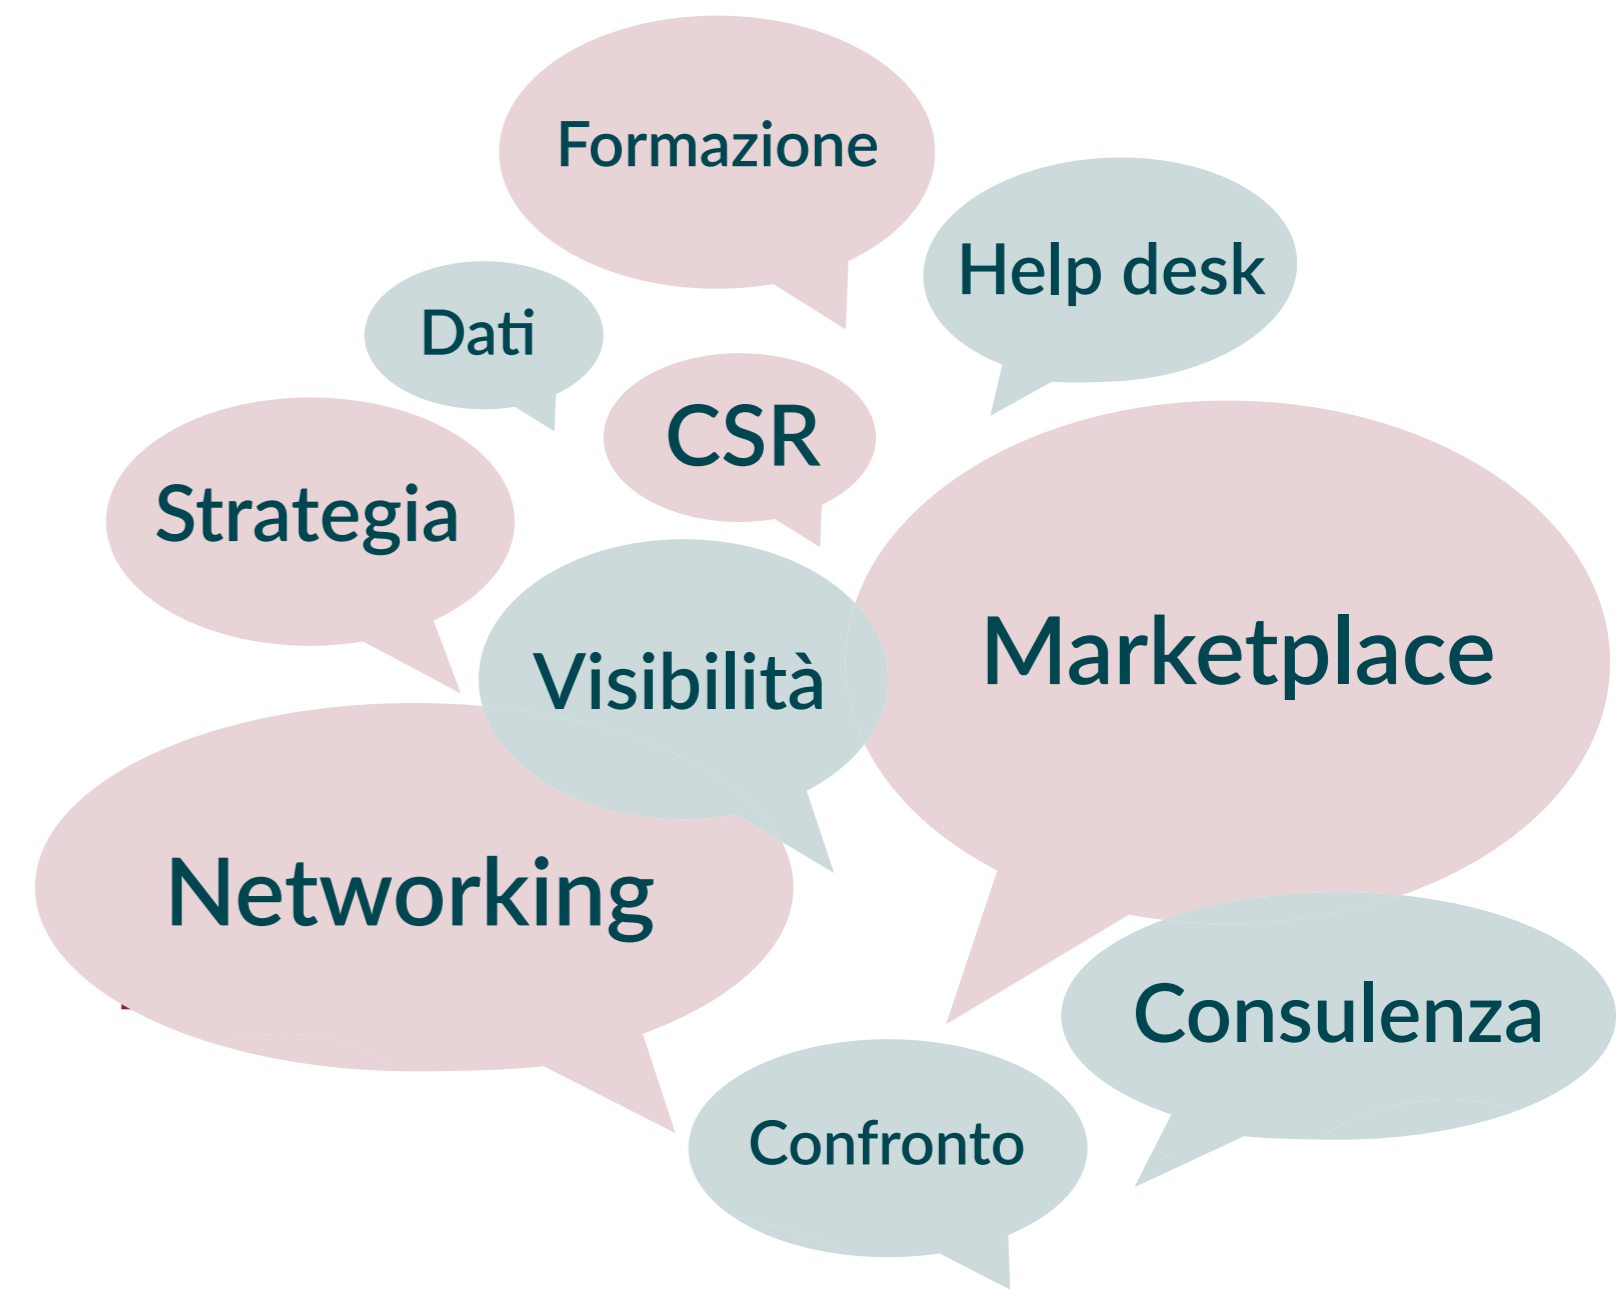 Formazione
Help desk
Dati
CSR
Strategia
Marketplace
Visibilità
Networking
Consulenza
Confronto